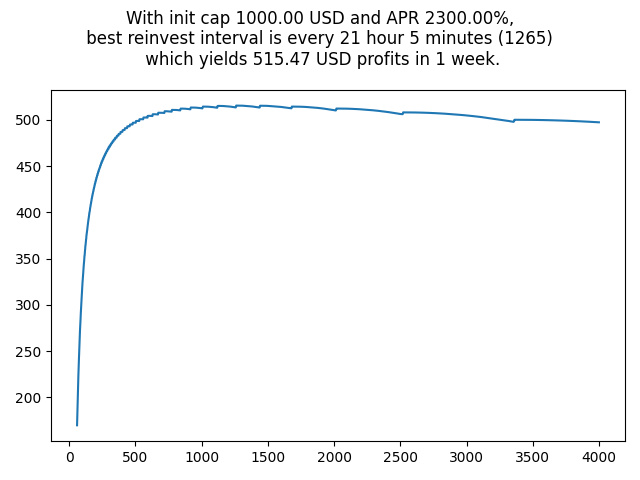 With init cap 1000.00 USD and APR 2300.00%,
best reinvest interval is every 21 hour 5 minutes (1265)
which yields 515.47 USD profits in 1 week.
500
450
400
350
300
250
200
0 500 1000 1500 2000 2500 3000 3500 4000